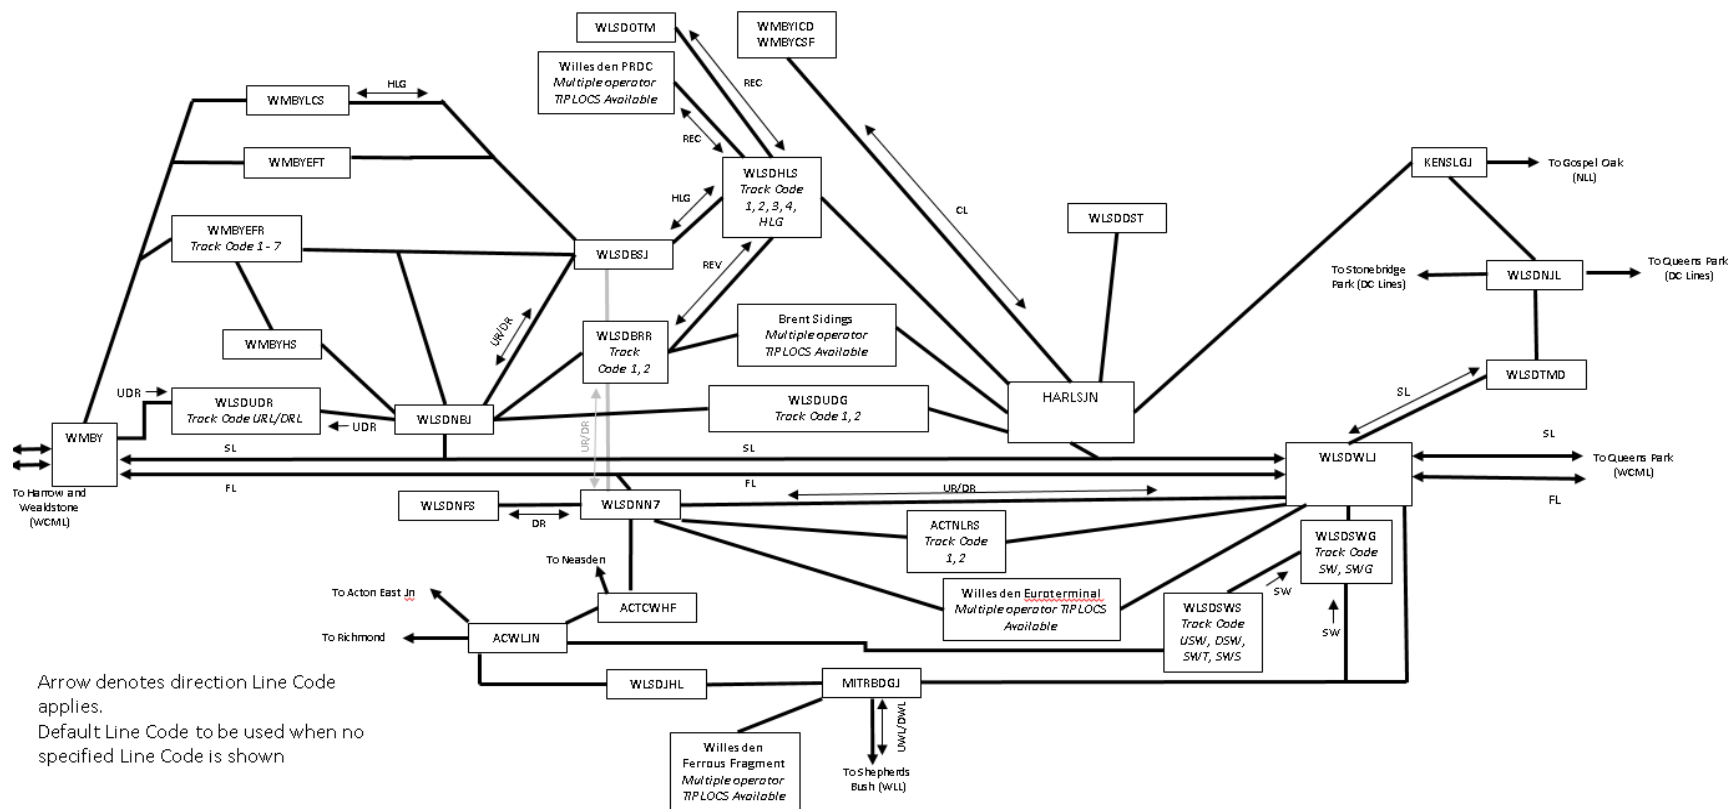 WLSDOTM
WMBYICD
WMBYCSF
Willesden PRDC
Multiple operator
TIPLOCS Available
REC
REC
HLG
WMBYLCS
WMBYEFT
WLSDHLS
Track Code
1, 2, 3, 4,
HLG
HLG
CL
KENSLGJ
To Gospel Oak
(NLL)
WLSDDST
WMBYEFR
Track Code 1 - 7
WLSDBSJ
REV
To Stonebridge
Park (DC Lines)
WLSDNJL
To Queens Park
(DC Lines)
UR/DR
WMBYHS
WLSDBRR
Track
Code 1, 2
Brent Sidings
Multiple operator
TIPLOCS Available
WLSDTMD
SL
UDR
WLSDUDR
Track Code URL/DRL
UDR
WLSDNBJ
WLSDUDG
Track Code 1, 2
HARLSJN
UR/DR
WMBY
SL
SL
WLSDWLJ
SL
To Queens Park
(WCML)
FL
FL
FL
To Harrow and
Wealdstone
(WCML)
WLSDNFS
DR
WLSDNN7
UR/DR
ACTNLRS
Track Code
1, 2
WLSDSWG
Track Code
SW, SWG
To Neasden
To Acton East Jn
ACTCWHF
Willesden Euroterminal
Multiple operator TIPLOCS
Available
SW
SW
WLSDSWS
Track Code
USW, DSW,
SWT, SWS
To Richmond
ACWLJN
WLSDJHL
MITRBDGJ
UWL/DWL
Arrow denotes direction Line Code
applies.
Default Line Code to be used when no
specified Line Code is shown
Willesden
Ferrous Fragment
Multiple operator
TIPLOCS Available
To Shepherds
Bush (WLL)